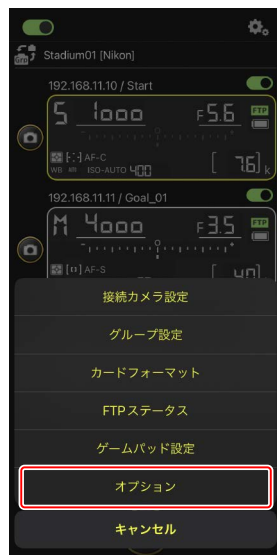 Grp
Stadium01 [Nikon]
192.168.11.10 / Start
S 1000 F5.6 FTP
AF-C
WB ISO-AUTO 400 [ 7.6] k
192.168.11.11 / Goal_01
M 4000 F3.5 FTP
AF-S
接続カメラ設定
グループ設定
カードフォーマット
FTPステータス
ゲームパッド設定
オプション
キャンセル